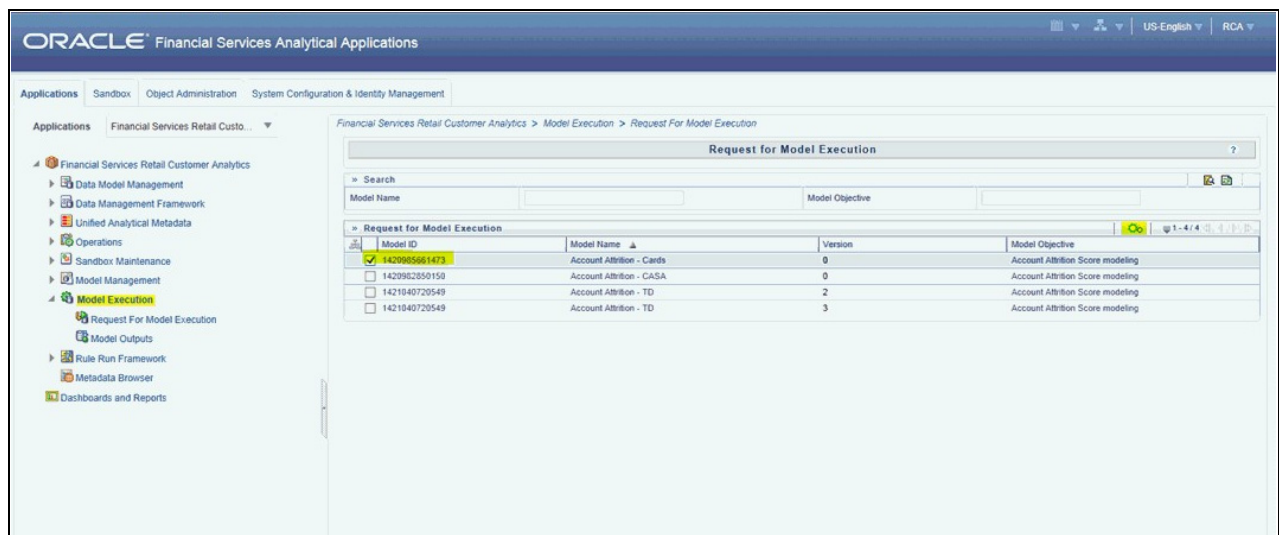 ORACLE Financial Services Analytical Applications
US-English
RCA
Applications Sandbox Object Administration System Configuration & Identity Management
Applications Financial Services Retail Custo...
Financial Services Retail Customer Analytics
Data Model Management
Data Management Framework
Unified Analytical Metadata
Operations
Sandbox Maintenance
Model Management
Model Execution
Request For Model Execution
Model Outputs
Rule Run Framework
Metadata Browser
Dashboards and Reports
Financial Services Retail Customer Analytics > Model Execution > Request For Model Execution
Request for Model Execution ?
» Search
Model Name Model Objective
» Request for Model Execution 1-4/4
Model ID Model Name Version Model Objective
1420985661473 Account Attrition - Cards 0 Account Attrition Score modeling
1420982850150 Account Attrition - CASA 0 Account Attrition Score modeling
1421040720549 Account Attrition - TD 2 Account Attrition Score modeling
1421040720549 Account Attrition - TD 3 Account Attrition Score modeling